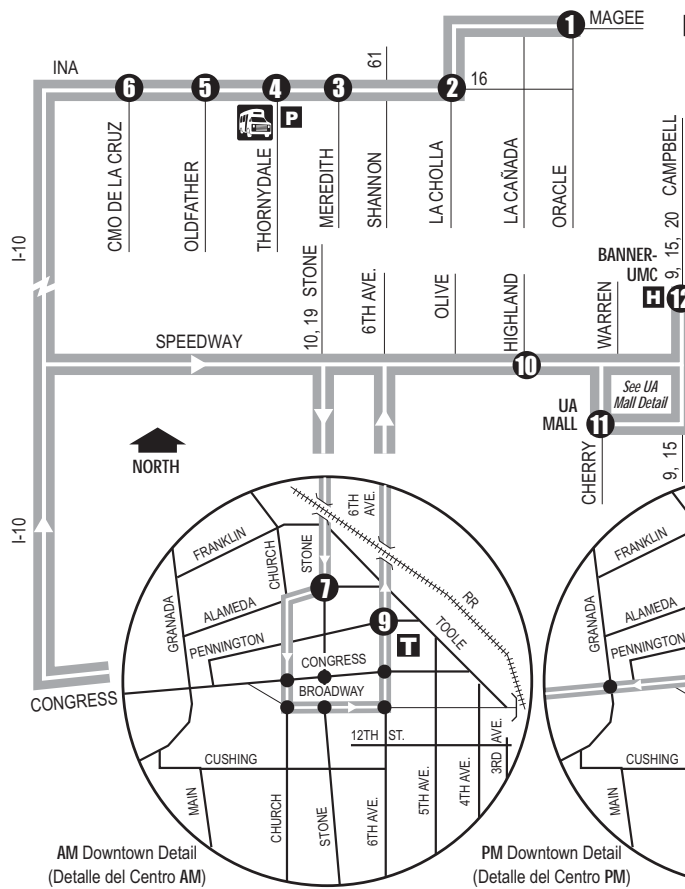 1
MAGEE
INA
61
6
5
4
3
2
16
P
CMO DE LA CRUZ
OLDFATHER
THORNYDALE
MEREDITH
SHANNON
LA CHOLLA
LA CAÑADA
ORACLE
9, 15, 20 CAMPBELL
I-10
10, 19 STONE
6TH AVE.
OLIVE
HIGHLAND
WARREN
BANNER-
UMC
H
12
SPEEDWAY
10
See UA
Mall Detail
UA
MALL
11
CHERRY
9, 15
NORTH
I-10
CONGRESS
6TH
AVE.
FRANKLIN
CHURCH
STONE
7
GRANADA
ALAMEDA
PENNINGTON
9
T
TOOLE
RR
CONGRESS
BROADWAY
12TH ST.
CUSHING
MAIN
CHURCH
STONE
6TH AVE.
5TH AVE.
4TH AVE.
3RD AVE.
FRANKLIN
GRANADA
ALAMEDA
PENNINGTON
CUSHING
MAIN
AM Downtown Detail
(Detalle del Centro AM)
PM Downtown Detail
(Detalle del Centro PM)